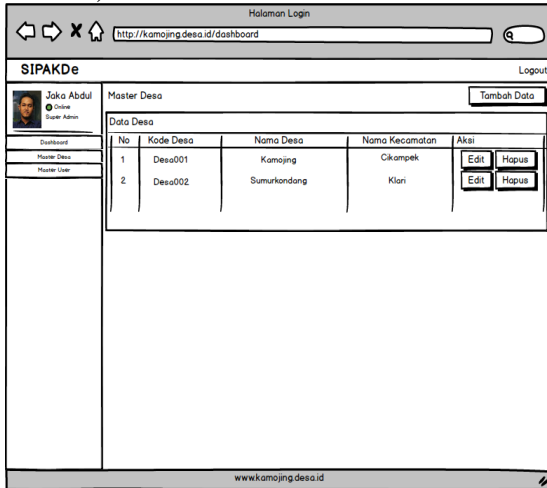 Halaman Login
http://kamojing.desa.id/dashboard
SIPAKDe
Logout
Jaka Abdul
Online
Super Admin
Dashboard
Master Desa
Master User
Master Desa
Tambah Data
Data Desa
No Kode Desa Nama Desa Nama Kecamatan Aksi
1 Desa001 Kamojing Cikampek Edit Hapus
2 Desa002 Sumurkondang Klari Edit Hapus
www.kamojing.desa.id